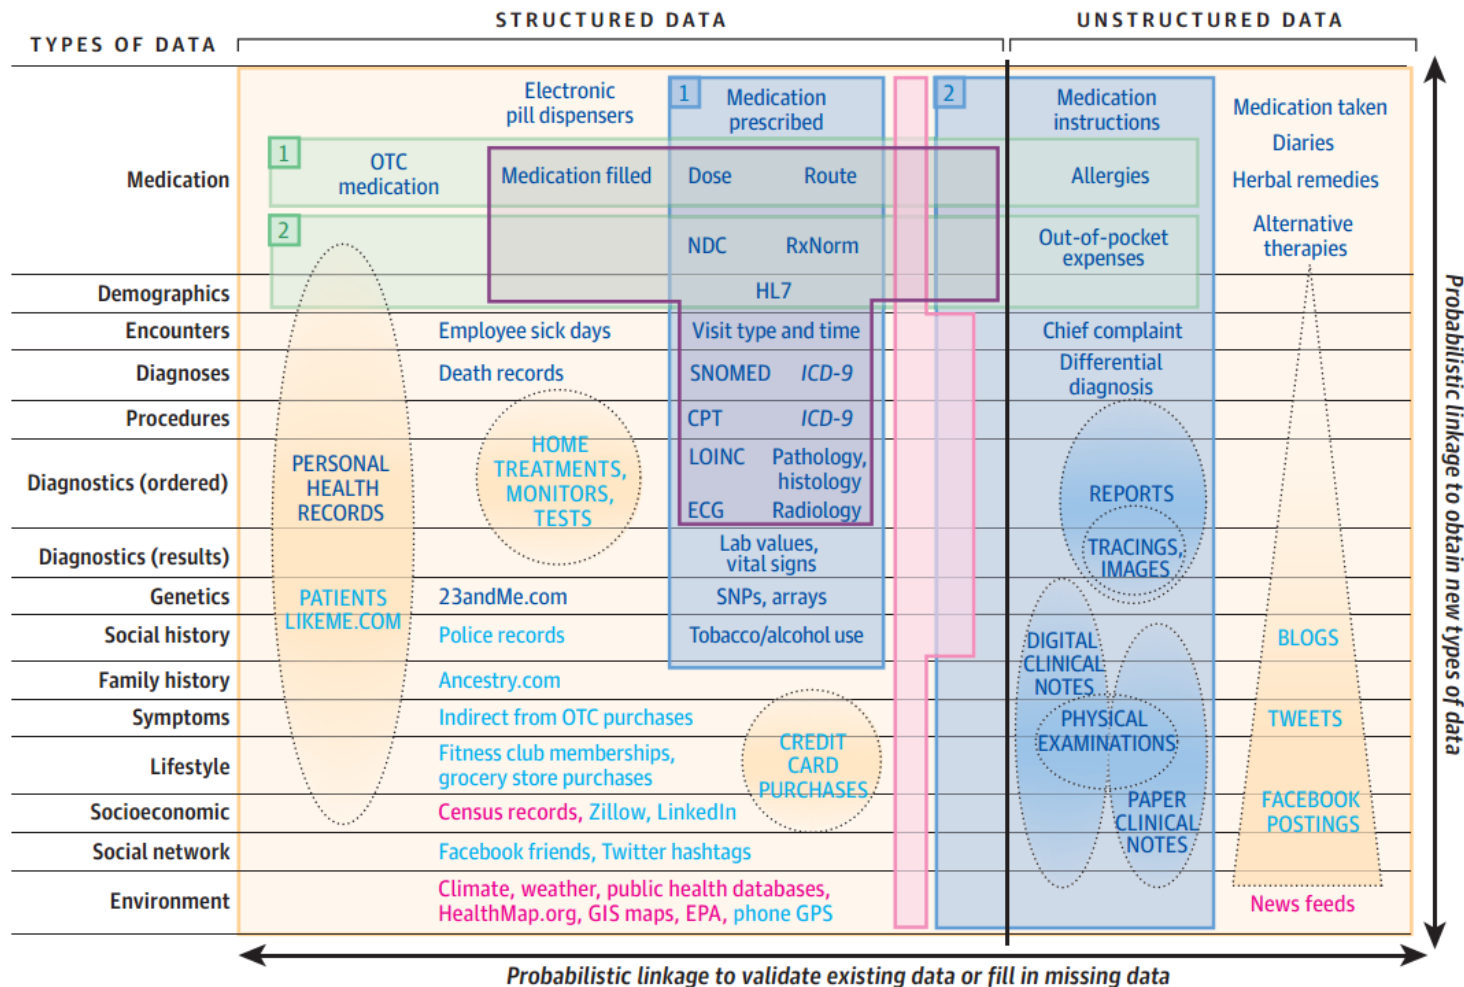 STRUCTURED DATA
UNSTRUCTURED DATA
TYPES OF DATA
Electronic
pill dispensers
1
Medication
prescribed
2
Medication
instructions
Medication taken
Diaries
Herbal remedies
Alternative
therapies
Medication
1
OTC
medication
Medication filled
Dose
Route
Allergies
2
NDC
RxNorm
Out-of-pocket
expenses
Demographics
HL7
Encounters
Employee sick days
Visit type and time
Chief complaint
Diagnoses
Death records
SNOMED
ICD-9
Differential
diagnosis
Procedures
CPT
ICD-9
Diagnostics (ordered)
PERSONAL
HEALTH
RECORDS
HOME
TREATMENTS,
MONITORS,
TESTS
LOINC
Pathology,
histology
ECG
Radiology
REPORTS
Diagnostics (results)
Lab values,
vital signs
TRACINGS,
IMAGES
Genetics
PATIENTS
LIKEME.COM
23andMe.com
SNPs, arrays
Social history
Police records
Tobacco/alcohol use
DIGITAL
CLINICAL
NOTES
BLOGS
Family history
Ancestry.com
Symptoms
Indirect from OTC purchases
PHYSICAL
EXAMINATIONS
TWEETS
Lifestyle
Fitness club memberships,
grocery store purchases
CREDIT
CARD
PURCHASES
Socioeconomic
Census records, Zillow, LinkedIn
PAPER
CLINICAL
NOTES
FACEBOOK
POSTINGS
Social network
Facebook friends, Twitter hashtags
Environment
Climate, weather, public health databases,
HealthMap.org, GIS maps, EPA, phone GPS
News feeds
Probabilistic linkage to validate existing data or fill in missing data
Probabilistic linkage to obtain new types of data